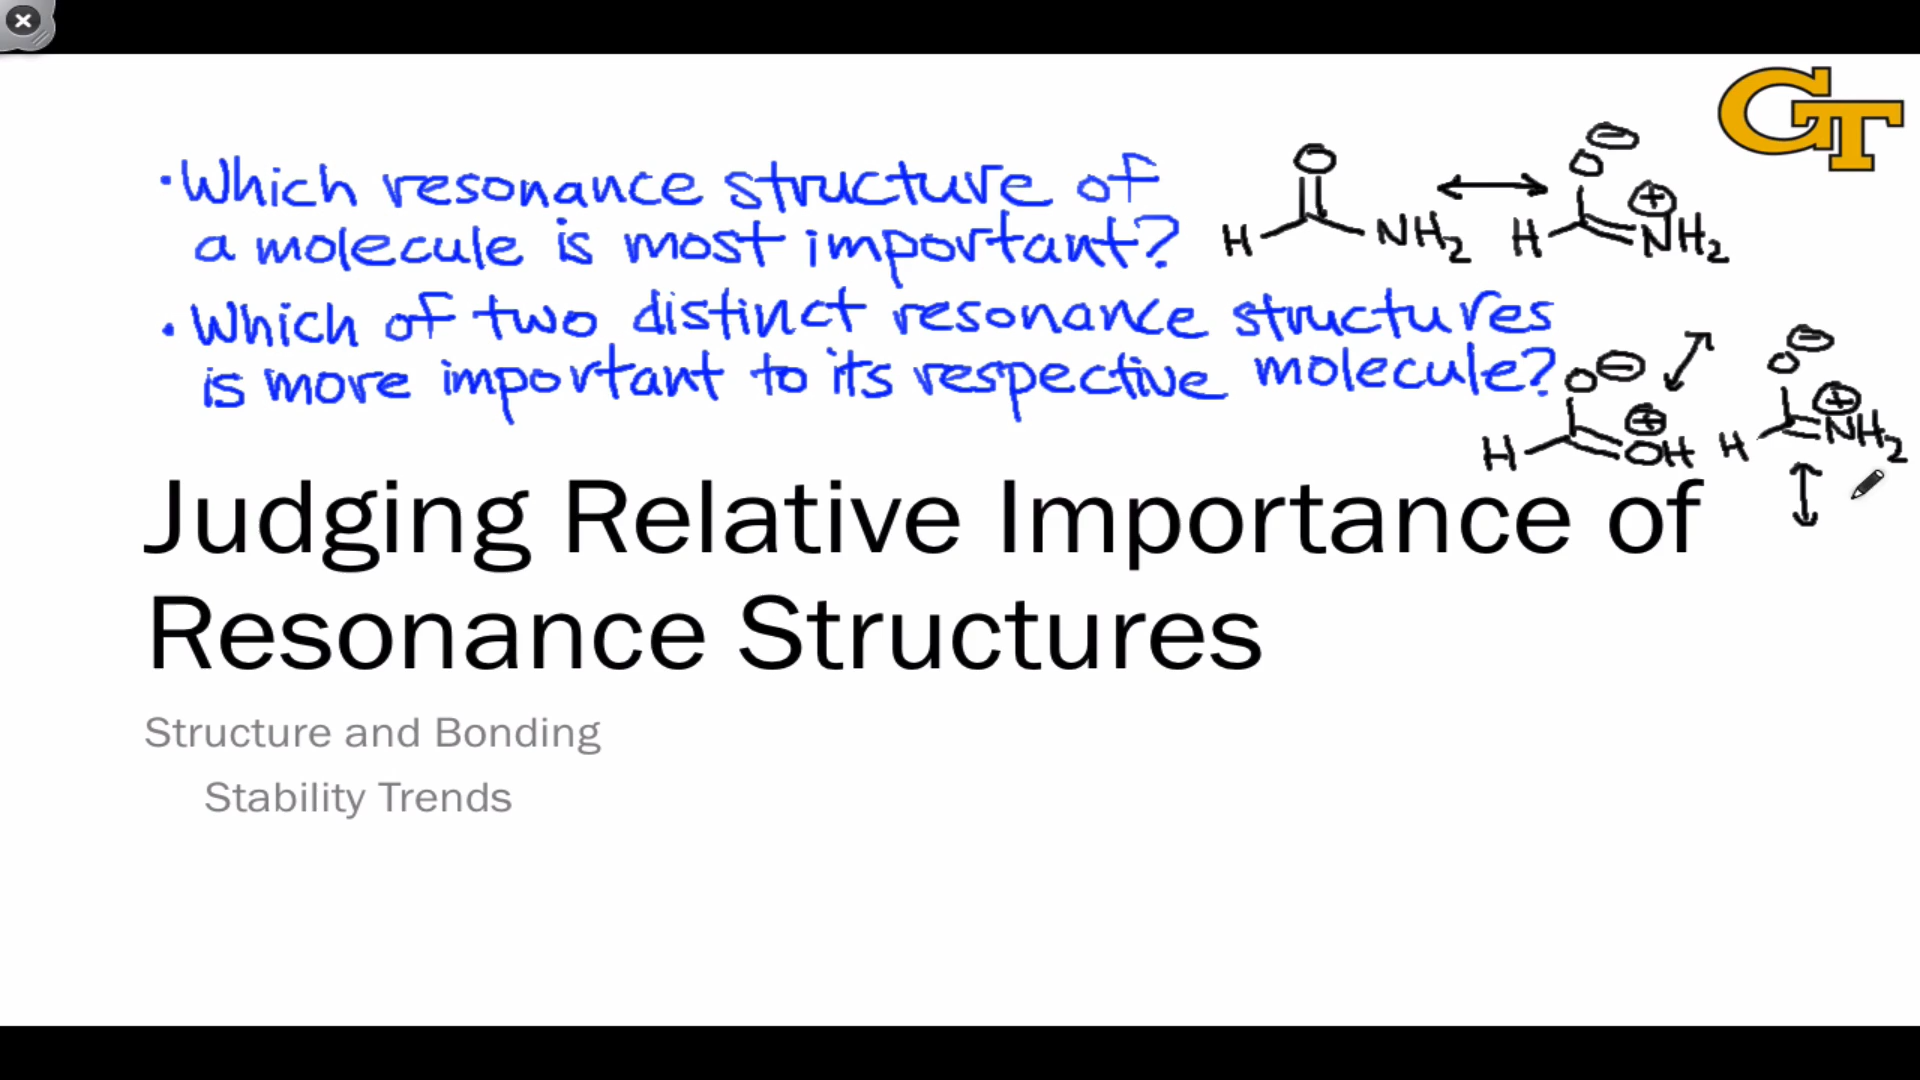 GT
·Which resonance structure of
a molecule is most important?
O
H NH2 ↔ H O ⊖ ⊕ NH2
· Which of two distinct resonance structures
is more important to its respective molecule?
O ⊖ ⊕ H OH
O ⊖ ⊕ H NH2
Judging Relative Importance of
Resonance Structures
Structure and Bonding
Stability Trends